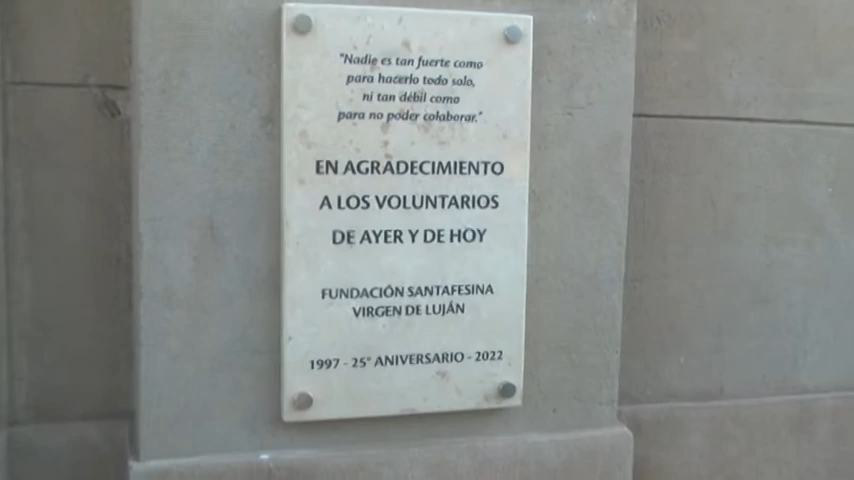 "Nadie es tan fuerte como
para hacerlo todo solo,
ni tan débil como
para no poder colaborar."
EN AGRADECIMIENTO
A LOS VOLUNTARIOS
DE AYER Y DE HOY
FUNDACIÓN SANTAFESINA
VIRGEN DE LUJÁN
1997 - 25° ANIVERSARIO - 2022